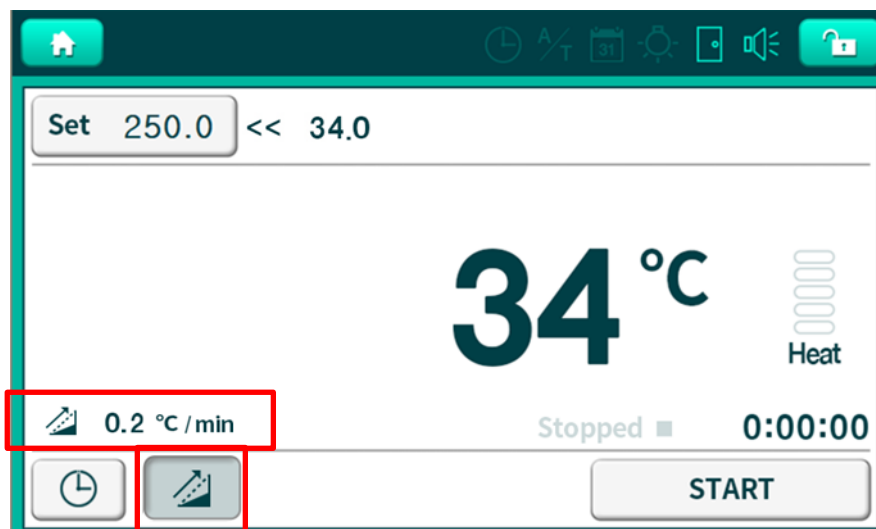 A/T 31
Set 250.0 << 34.0
34 °C
Heat
0.2 °C / min
Stopped 0:00:00
START